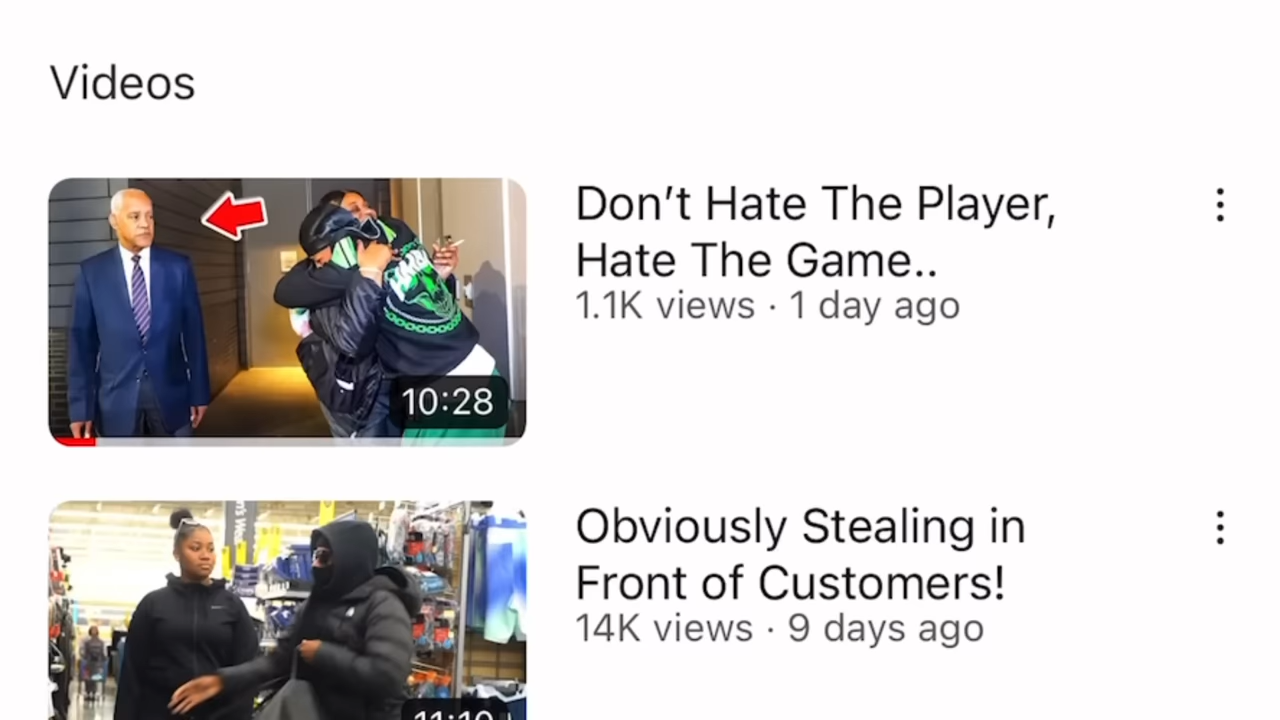 Videos
Don’t Hate The Player,
Hate The Game..
1.1K views · 1 day ago
10:28
Obviously Stealing in
Front of Customers!
14K views · 9 days ago